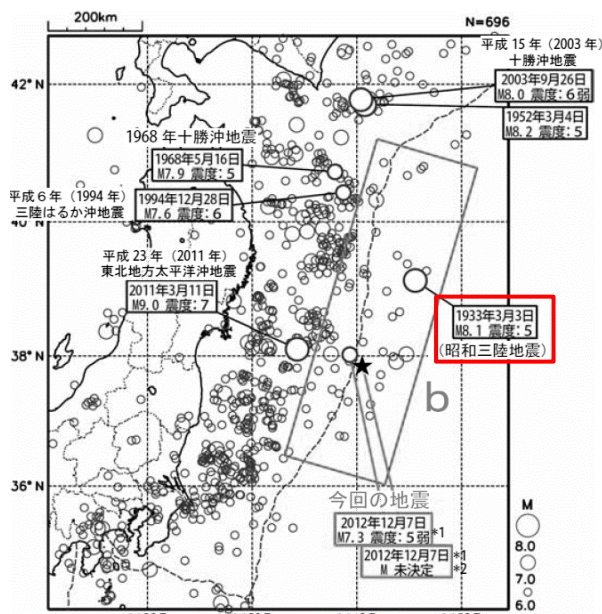 200km
N=696
平成 15 年（2003 年）
十勝沖地震
42° N
2003年9月26日
M8.0 震度：6 弱
1952年3月4日
M8.2 震度：5
1968 年十勝沖地震
1968年5月16日
M7.9 震度：5
平成 6 年（1994 年）
三陸はるか沖地震
1994年12月28日
M7.6 震度：6
40° N
平成 23 年（2011 年）
東北地方太平洋沖地震
2011年3月11日
M9.0 震度：7
1933年3月3日
M8.1 震度：5
（昭和三陸地震）
38° N
b
36° N
今回の地震
2012年12月7日
M7.3 震度：5 弱 *1
2012年12月7日 *1
M 未決定 *2
M
8.0
7.0
6.0